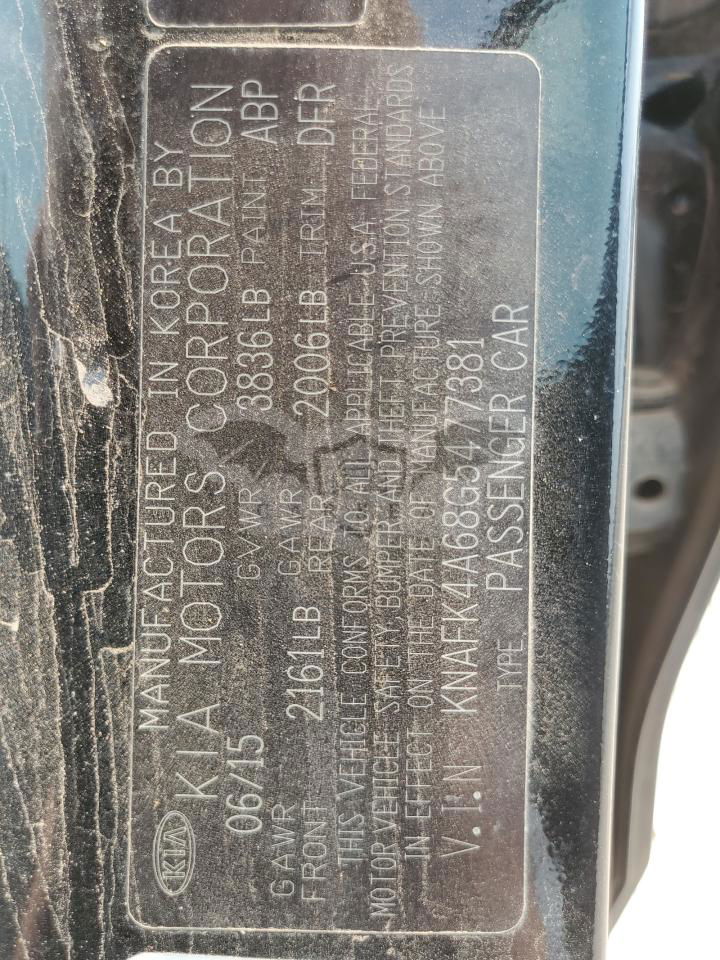 MANUFACTURED IN KOREA BY
KIA MOTORS CORPORATION
06/15 GVWR 3836LB PAINT ABP
GAWR FRONT 2161LB GAWR REAR 2006LB TRIM DFR
THIS VEHICLE CONFORMS TO ALL APPLICABLE U.S.A. FEDERAL
MOTOR VEHICLE SAFETY, BUMPER, AND THEFT PREVENTION STANDARDS
IN EFFECT ON THE DATE OF MANUFACTURE SHOWN ABOVE
V.I.N KNAFK4A68G5477381
TYPE PASSENGER CAR
KIA